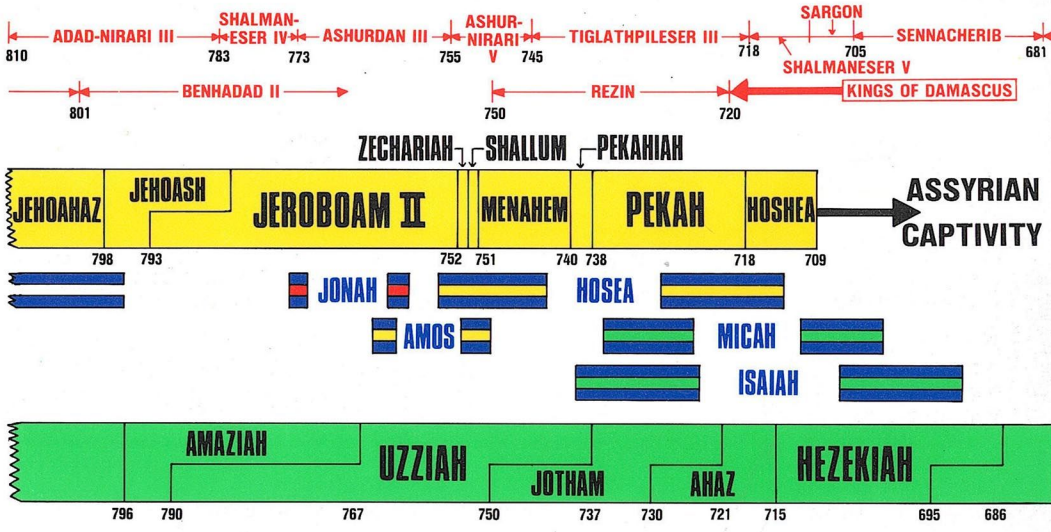 SHALMAN-
ESER IV
ASHUR-
NIRARI
V
SARGON
ADAD-NIRARI III
ASHURDAN III
TIGLATHPILESER III
SENNACHERIB
810
783
773
755
745
718
705
681
SHALMANESER V
BENHADAD II
REZIN
KINGS OF DAMASCUS
801
750
720
ZECHARIAH
SHALLUM
PEKAHIAH
JEHOAHAZ
JEHOASH
JEROBOAM II
MENAHEM
PEKAH
HOSHEA
ASSYRIAN
CAPTIVITY
798
793
752
751
740
738
718
709
JONAH
HOSEA
AMOS
MICAH
ISAIAH
AMAZIAH
UZZIAH
JOTHAM
AHAZ
HEZEKIAH
796
790
767
750
737
730
721
715
695
686